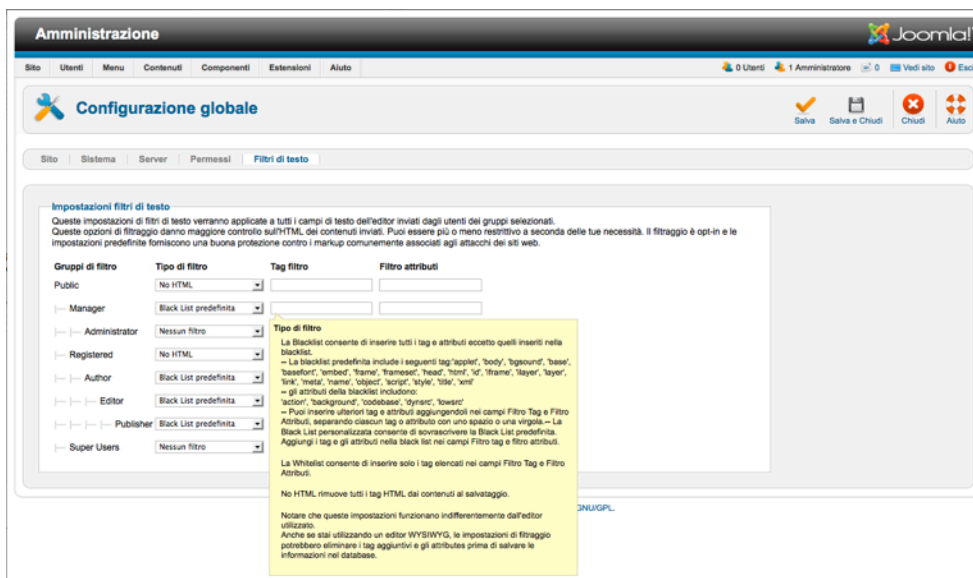 Amministrazione
Joomla!
Sito Utenti Menu Contenuti Componenti Estensioni Aiuto 0 Utenti 1 Amministratore 0 Vedi sito Esci
Configurazione globale
Salva Salva e Chiudi Chiudi Aiuto
Sito Sistema Server Permessi Filtri di testo
Impostazioni filtri di testo
Queste impostazioni di filtri di testo verranno applicate a tutti i campi di testo dell'editor inviati dagli utenti dei gruppi selezionati.
Queste opzioni di filtraggio danno maggiore controllo sull'HTML dei contenuti inviati. Puoi essere più o meno restrittivo a seconda delle tue necessità. Il filtraggio è opt-in e le
impostazioni predefinite forniscono una buona protezione contro i markup comunemente associati agli attacchi dei siti web.
Gruppi di filtro Tipo di filtro Tag filtro Filtro attributi
Public No HTML
|— Manager Black List predefinita
|— |— Administrator Nessun filtro
|— Registered No HTML
|— |— Author Black List predefinita
|— |— |— Editor Black List predefinita
|— |— |— |— Publisher Black List predefinita
|— Super Users Nessun filtro
Tipo di filtro
La Blacklist consente di inserire tutti i tag e attributi eccetto quelli inseriti nella
blacklist.
-- La blacklist predefinita include i seguenti tag:'applet', 'body', 'bgsound', 'base',
'basefont', 'embed', 'frame', 'frameset', 'head', 'html', 'id', 'iframe', 'ilayer', 'layer',
'link', 'meta', 'name', 'object', 'script', 'style', 'title', 'xml'
-- gli attributi della blacklist includono:
'action', 'background', 'codebase', 'dynsrc', 'lowsrc'
-- Puoi inserire ulteriori tag e attributi aggiungendoli nei campi Filtro Tag e Filtro
Attributi, separando ciascun tag o attributo con uno spazio o una virgola.-- La
Black List personalizzata consente di sovrascrivere la Black List predefinita.
Aggiungi i tag e gli attributi nella black list nei campi Filtro tag e filtro attributi.
La Whitelist consente di inserire solo i tag elencati nei campi Filtro Tag e Filtro
Attributi.
No HTML rimuove tutti i tag HTML dai contenuti al salvataggio.
Notare che queste impostazioni funzionano indifferentemente dall'editor
utilizzato.
Anche se stai utilizzando un editor WYSIWYG, le impostazioni di filtraggio
potrebbero eliminare i tag aggiuntivi e gli attributes prima di salvare le
informazioni nel database.
GNU/GPL.